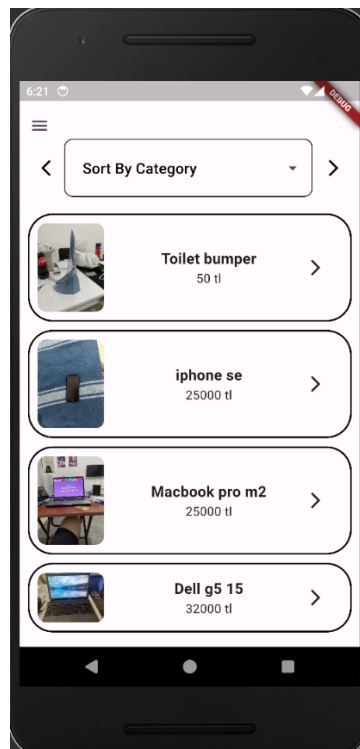 6:21
DEBUG
Sort By Category
Toilet bumper
50 tl
iphone se
25000 tl
Macbook pro m2
25000 tl
Dell g5 15
32000 tl